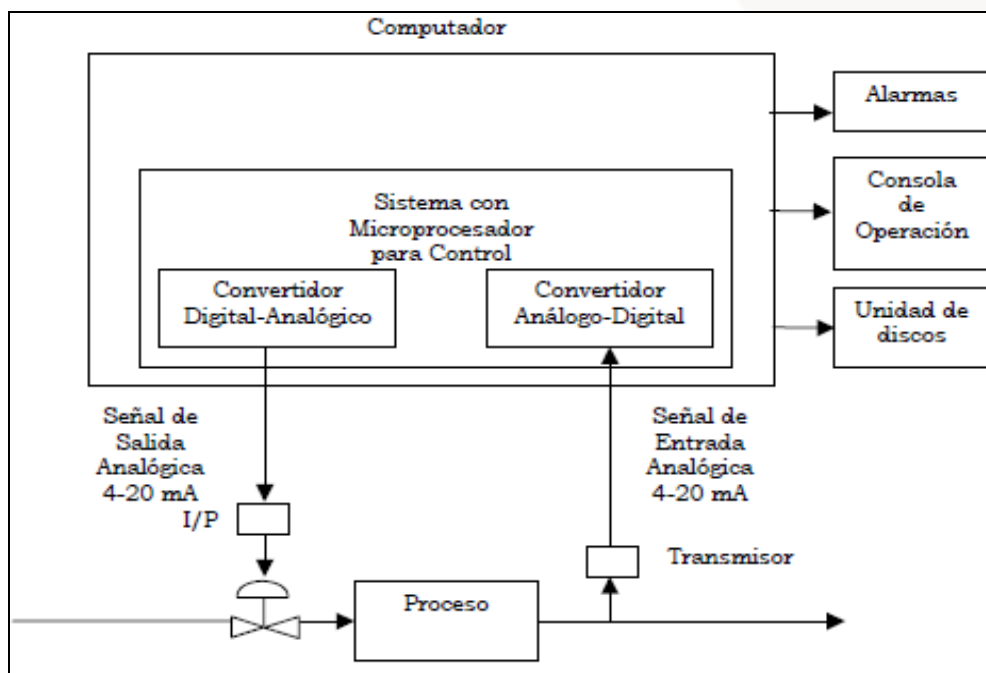 Computador
Alarmas
Consola
de
Operación
Unidad de
discos
Sistema con
Microprocesador
para Control
Convertidor
Digital-Analógico
Convertidor
Análogo-Digital
Señal de
Salida
Analógica
4-20 mA
I/P
Señal de
Entrada
Analógica
4-20 mA
Transmisor
Proceso